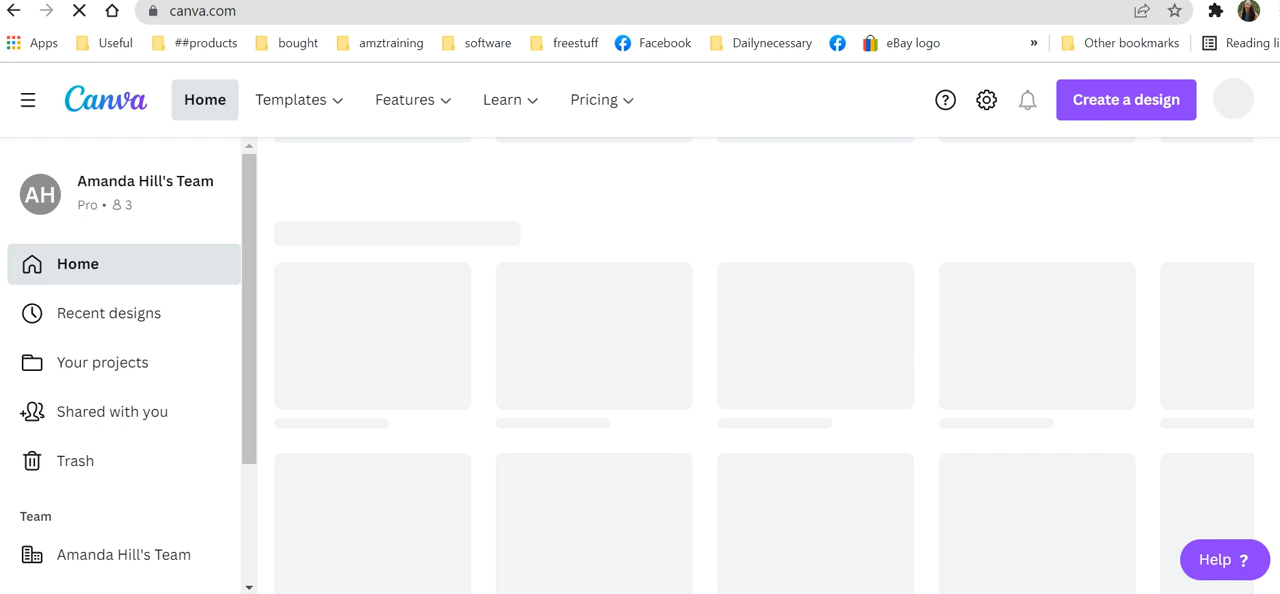 canva.com
Apps Useful ##products bought amztraining software freestuff Facebook Dailynecessary eBay logo » Other bookmarks Reading li
Canva Home Templates Features Learn Pricing ? Create a design
AH Amanda Hill's Team
Pro • 3
Home
Recent designs
Your projects
Shared with you
Trash
Team
Amanda Hill's Team
Help ?